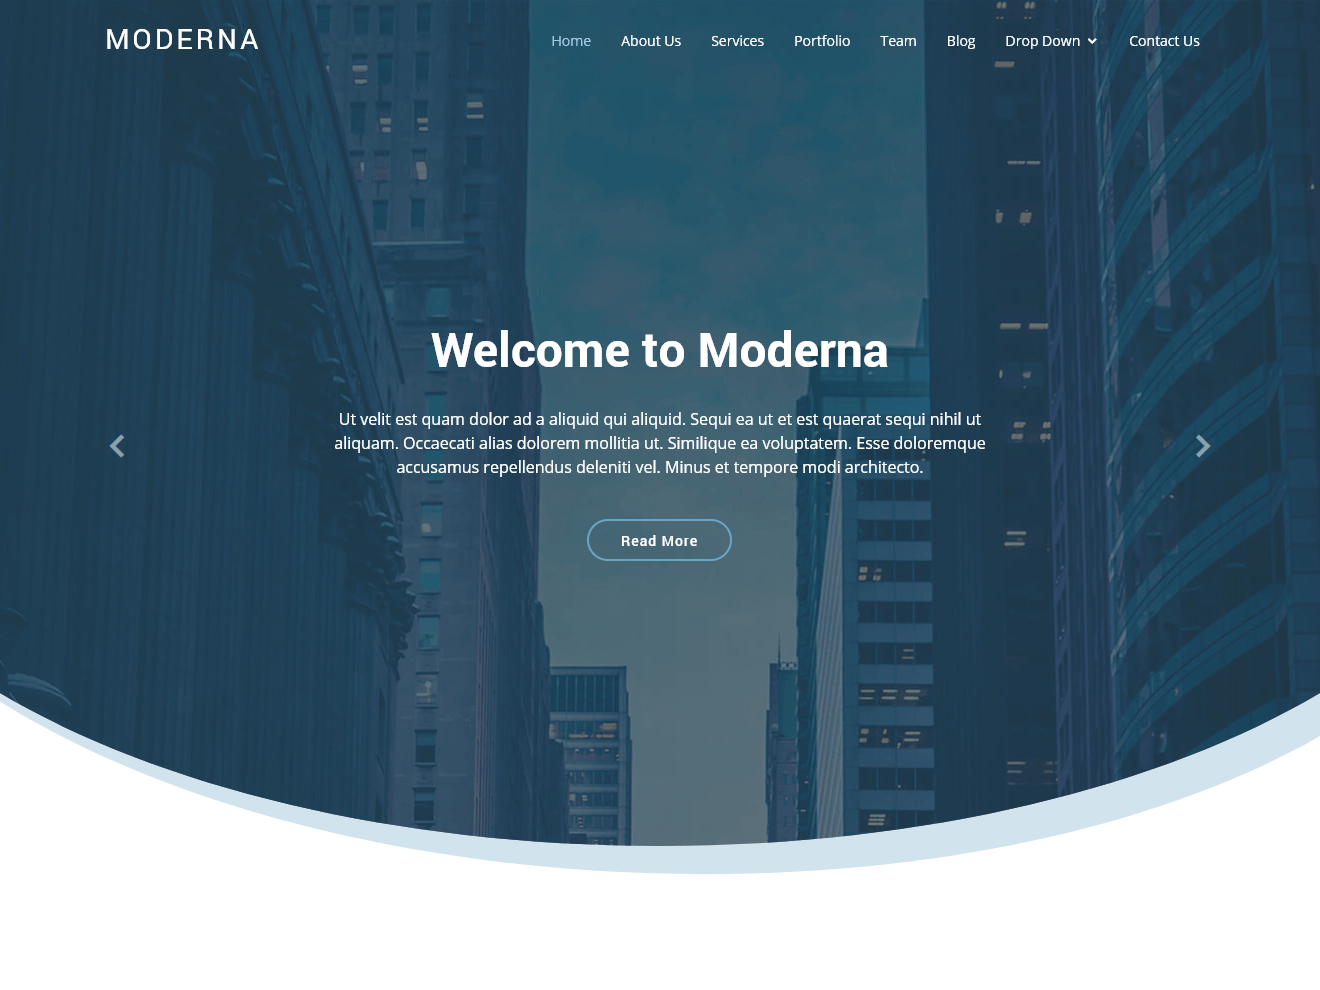 MODERNA
Home About Us Services Portfolio Team Blog Drop Down Contact Us
Welcome to Moderna
Ut velit est quam dolor ad a aliquid qui aliquid. Sequi ea ut et est quaerat sequi nihil ut
aliquam. Occaecati alias dolorem mollitia ut. Similique ea voluptatem. Esse doloremque
accusamus repellendus deleniti vel. Minus et tempore modi architecto.
Read More